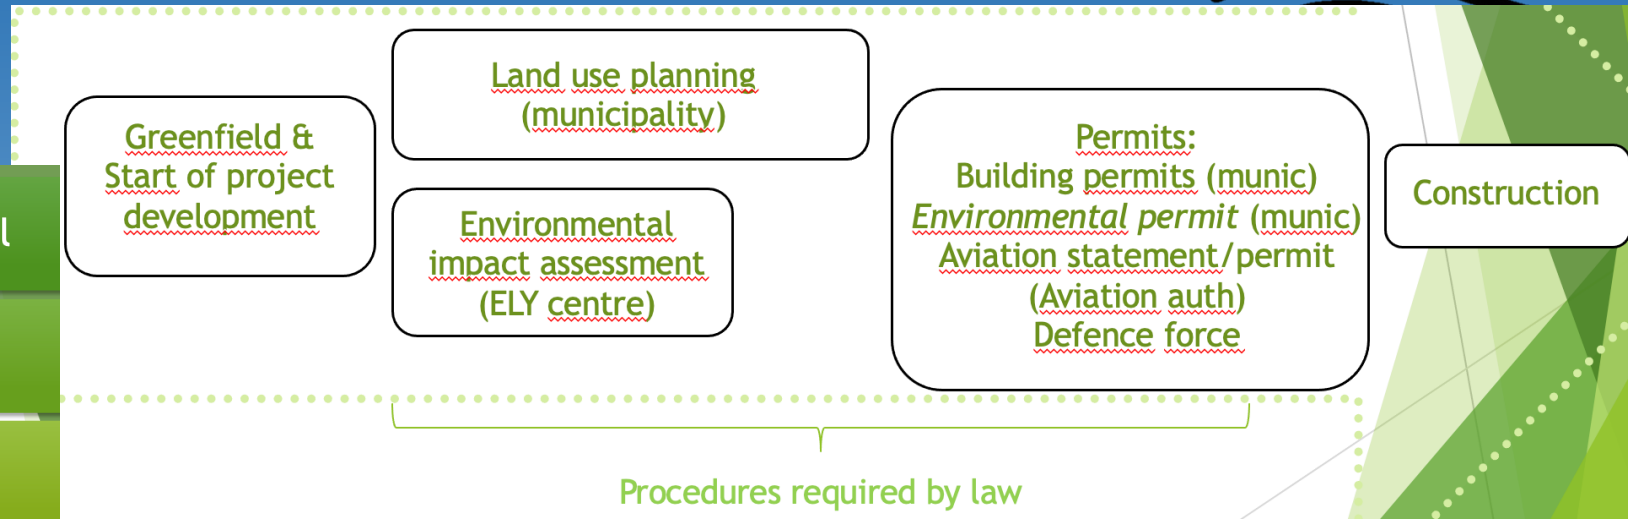 Greenfield &
Start of project
development
Land use planning
(municipality)
Environmental
impact assessment
(ELY centre)
Permits:
Building permits (munic)
Environmental permit (munic)
Aviation statement/permit
(Aviation auth)
Defence force
Construction
l
Procedures required by law